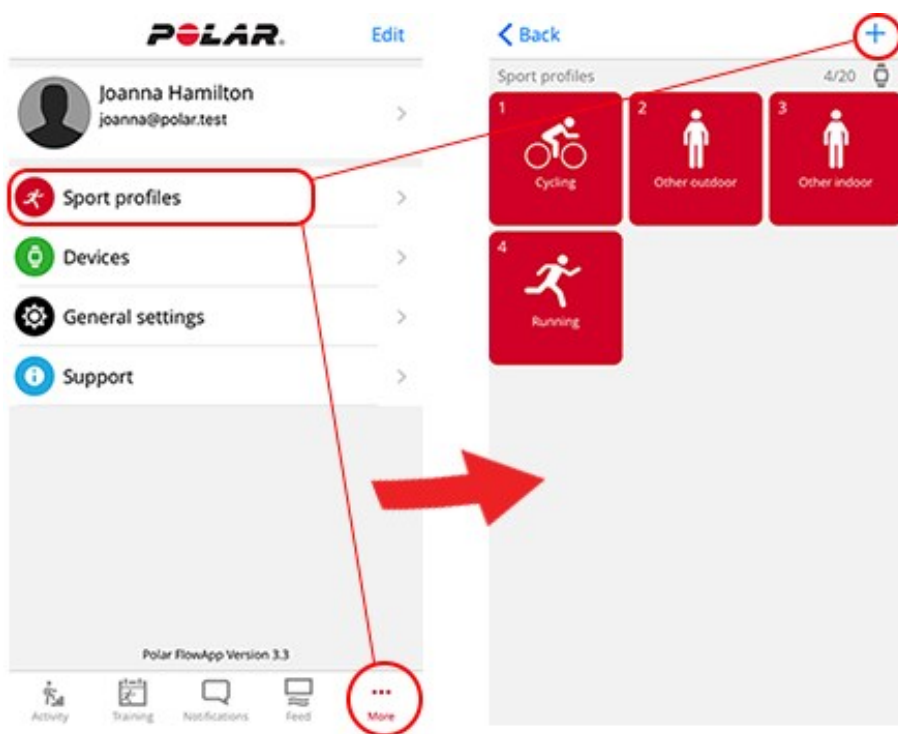 POLAR.
Edit
Joanna Hamilton
joanna@polar.test
Sport profiles
Devices
General settings
Support
Polar FlowApp Version 3.3
Activity
Training
Notifications
Feed
More
Back
Sport profiles
4/20
1
Cycling
2
Other outdoor
3
Other indoor
4
Running